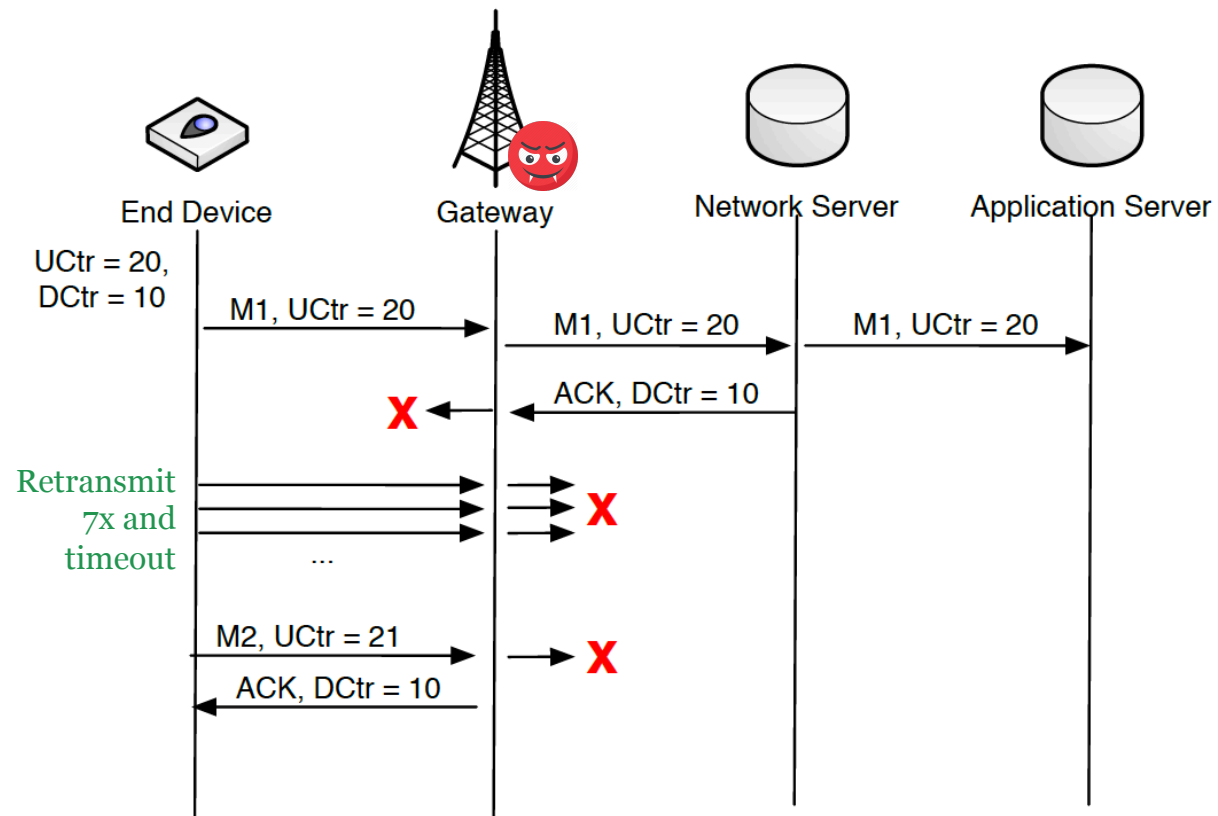 End Device
Gateway
Network Server
Application Server
UCtr = 20,
DCtr = 10
M1, UCtr = 20
M1, UCtr = 20
M1, UCtr = 20
ACK, DCtr = 10
X
Retransmit
7x and
timeout
X
...
M2, UCtr = 21
X
ACK, DCtr = 10